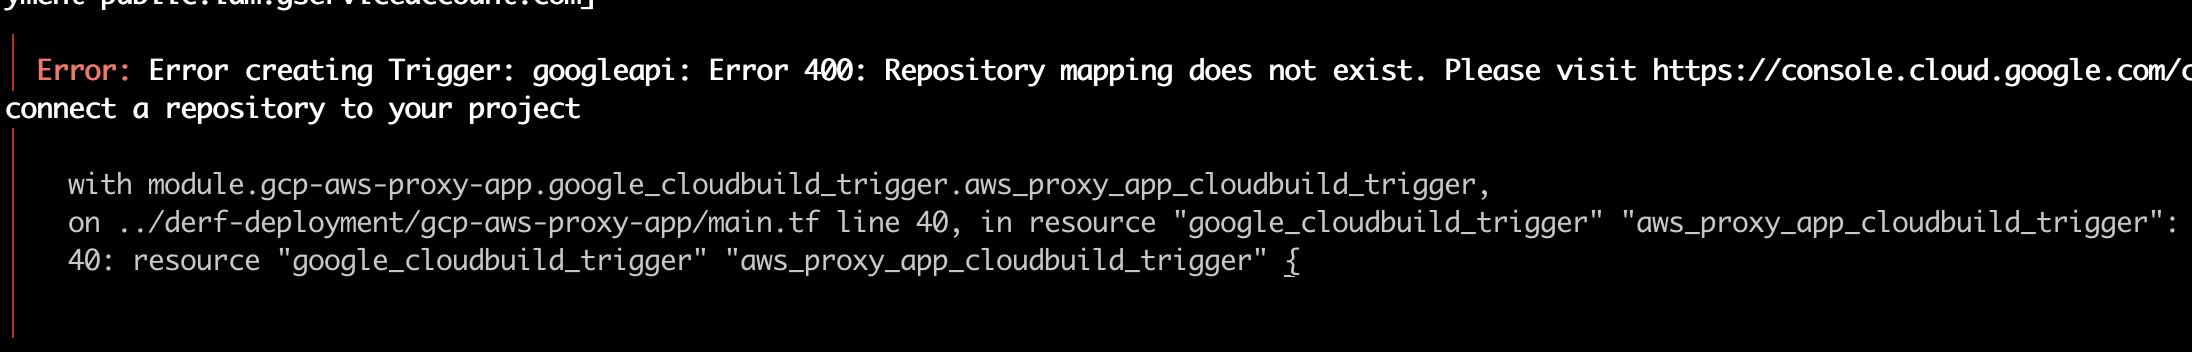 yment-public.iam.gserviceaccount.com]
Error: Error creating Trigger: googleapi: Error 400: Repository mapping does not exist. Please visit https://console.cloud.google.com/c
connect a repository to your project
with module.gcp-aws-proxy-app.google_cloudbuild_trigger.aws_proxy_app_cloudbuild_trigger,
on ../derf-deployment/gcp-aws-proxy-app/main.tf line 40, in resource "google_cloudbuild_trigger" "aws_proxy_app_cloudbuild_trigger":
40: resource "google_cloudbuild_trigger" "aws_proxy_app_cloudbuild_trigger" {